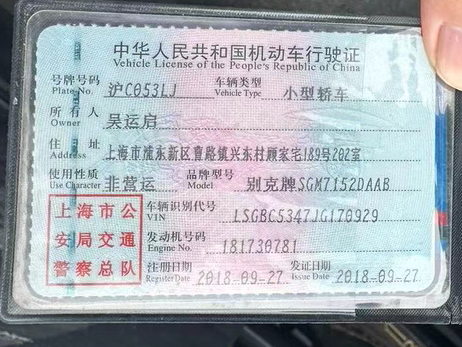 中华人民共和国机动车行驶证
Vehicle License of the People's Republic of China
号牌号码 沪C053LJ 车辆类型 小型轿车
Plate No. Vehicle Type
所有人 吴运启
Owner
住址 上海市浦东新区曹路镇兴东村顾家宅189号202室
Address
使用性质 非营运 品牌型号 别克牌SGM7152DAAB
Use Character Model
上海市公 车辆识别代号 LSGBC5347JG170929
VIN
安局交通 发动机号码 181730781
Engine No.
警察总队 注册日期 2018-09-27 发证日期 2018-09-27
Register Date Issue Date